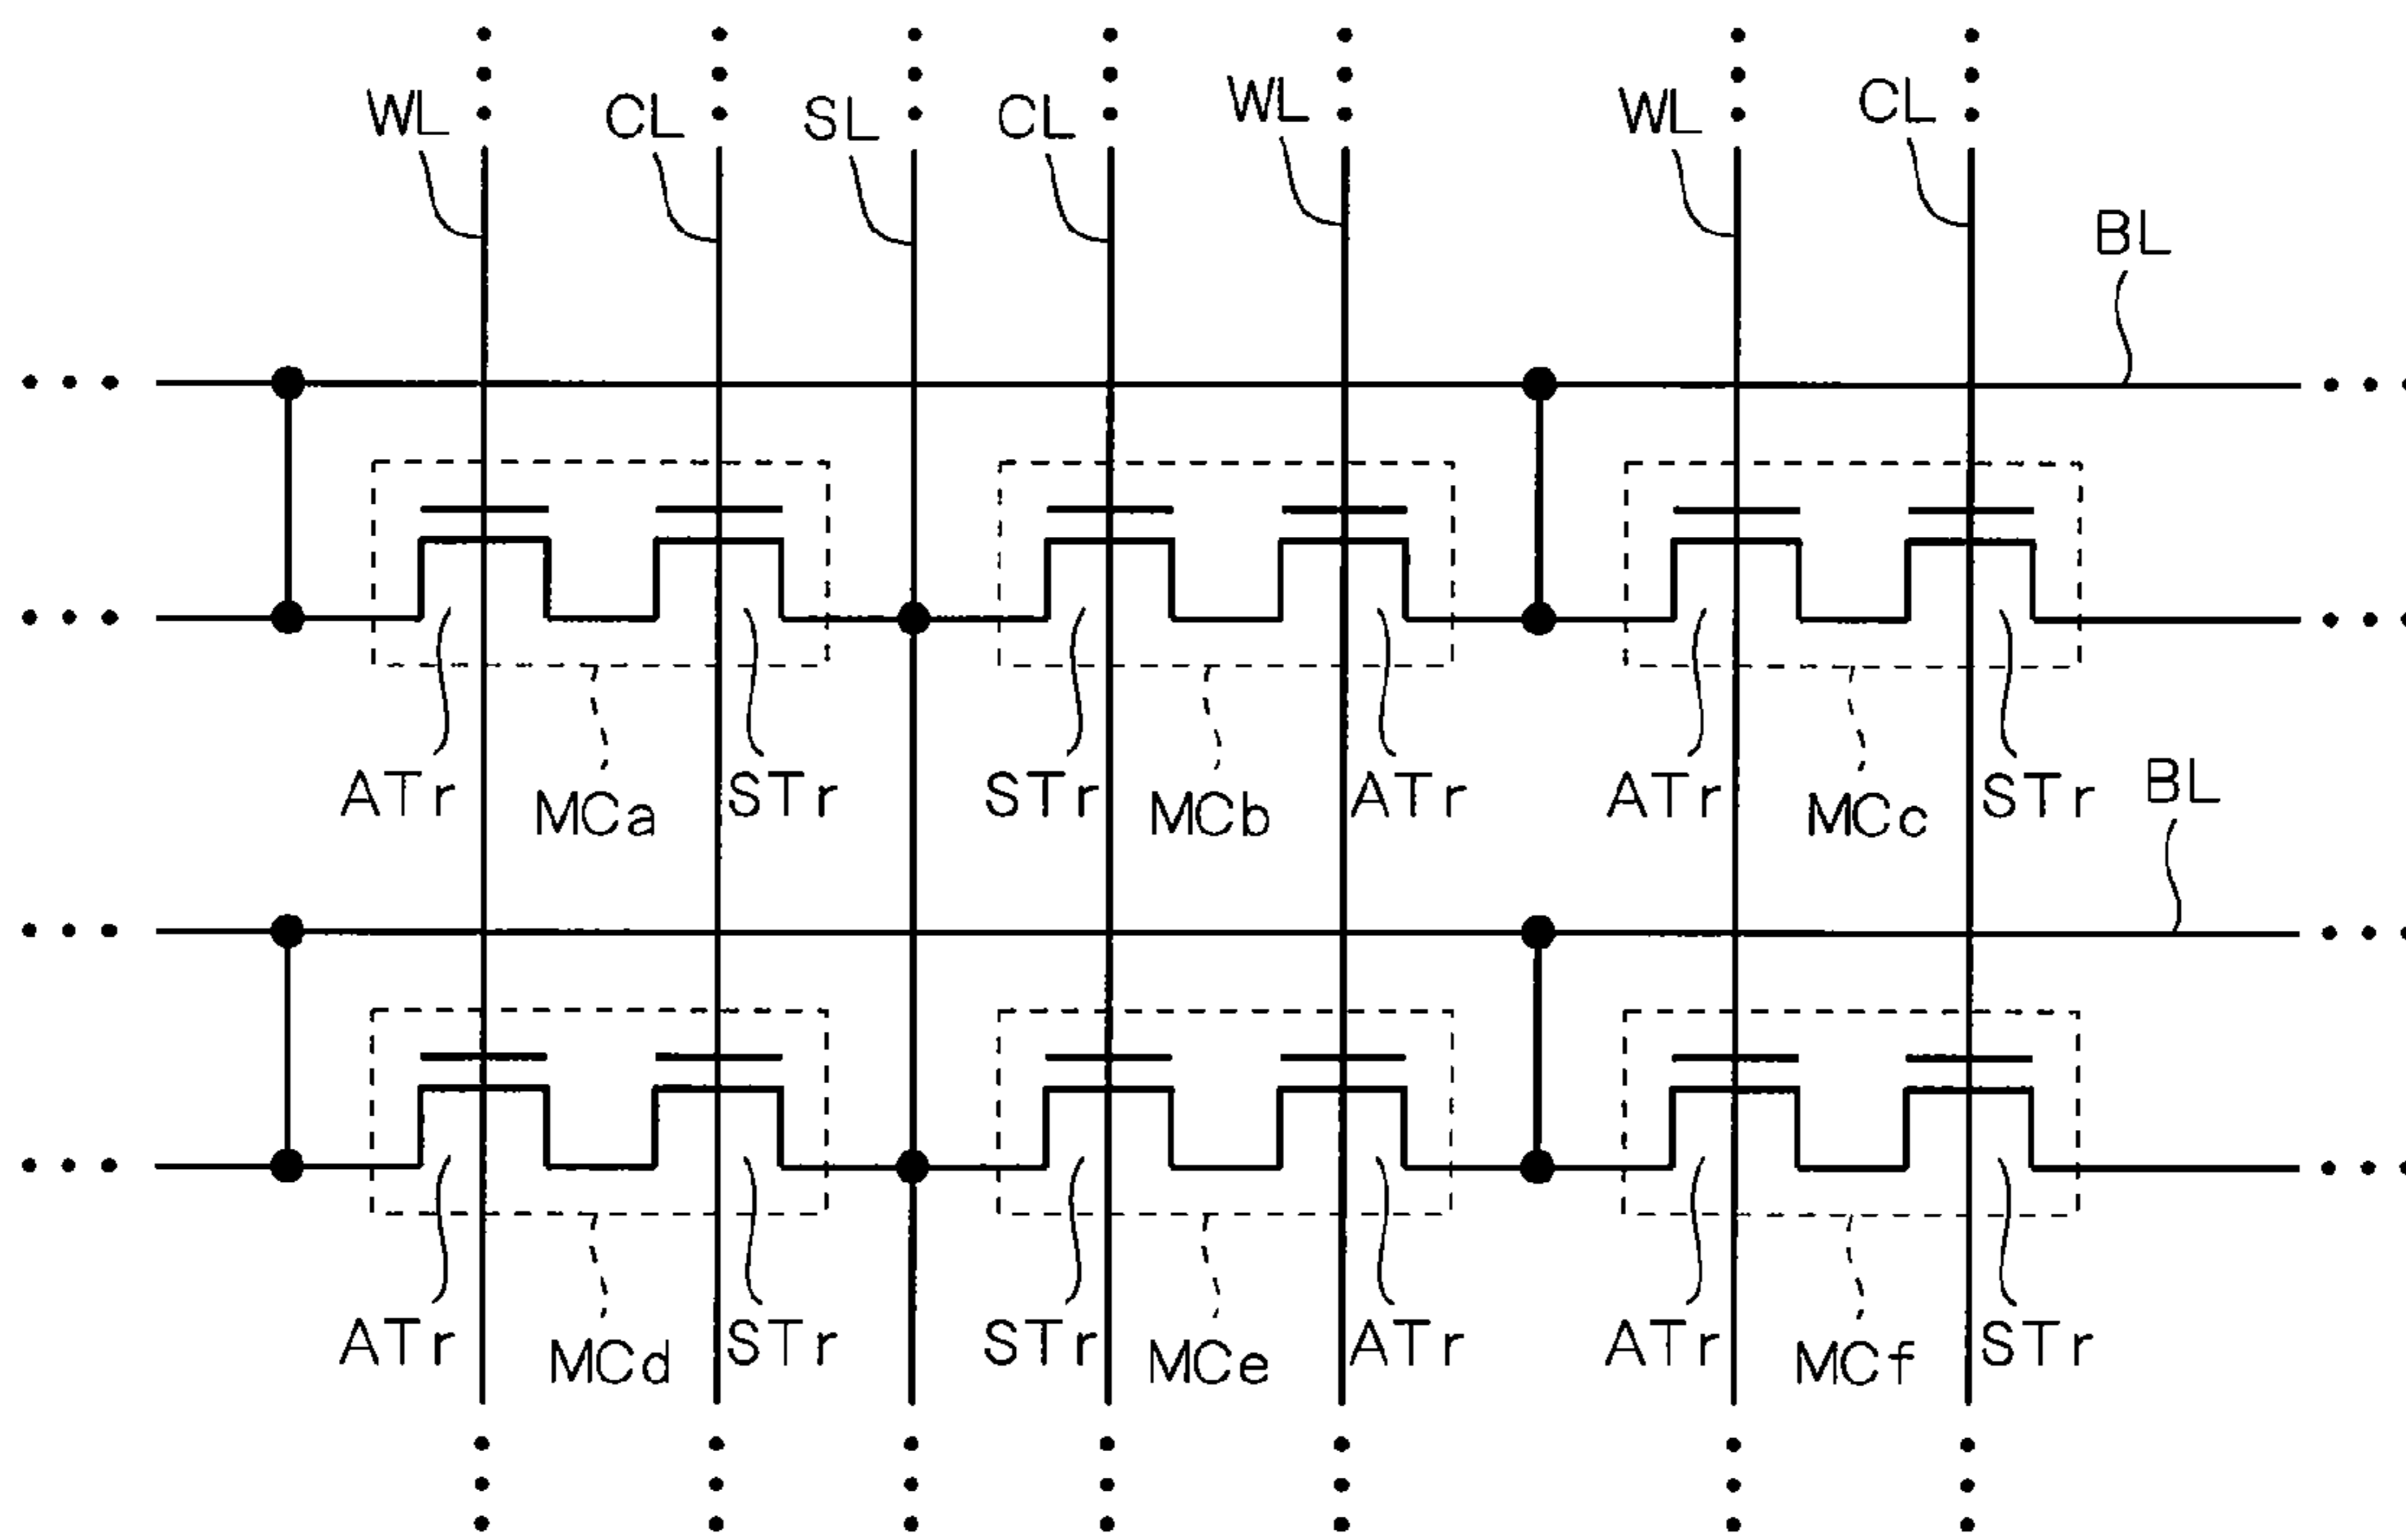 WL CL SL CL WL WL CL
BL
ATr MCa STr STr MCb ATr ATr MCc STr
BL
ATr MCd STr STr MCe ATr ATr MCf STr